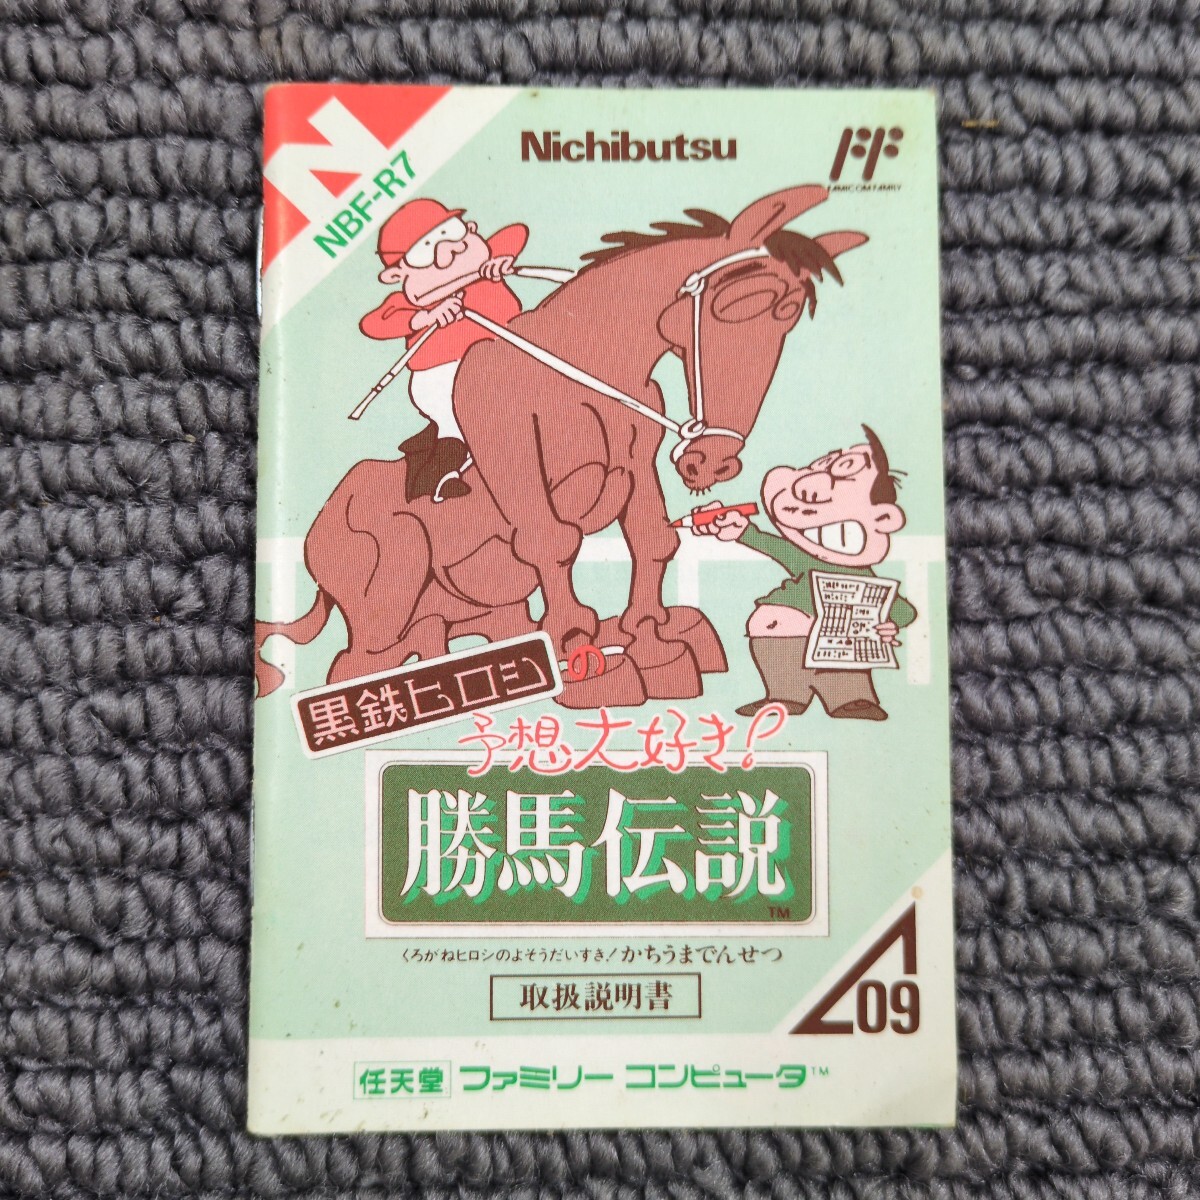 N
NBF-R7
Nichibutsu
FF
FAMICOM FAMILY
黒鉄ヒロシの
予想大好き!
勝馬伝説
TM
くろがねヒロシのよそうだいすき!かちうまでんせつ
取扱説明書
09
任天堂 ファミリーコンピュータ™